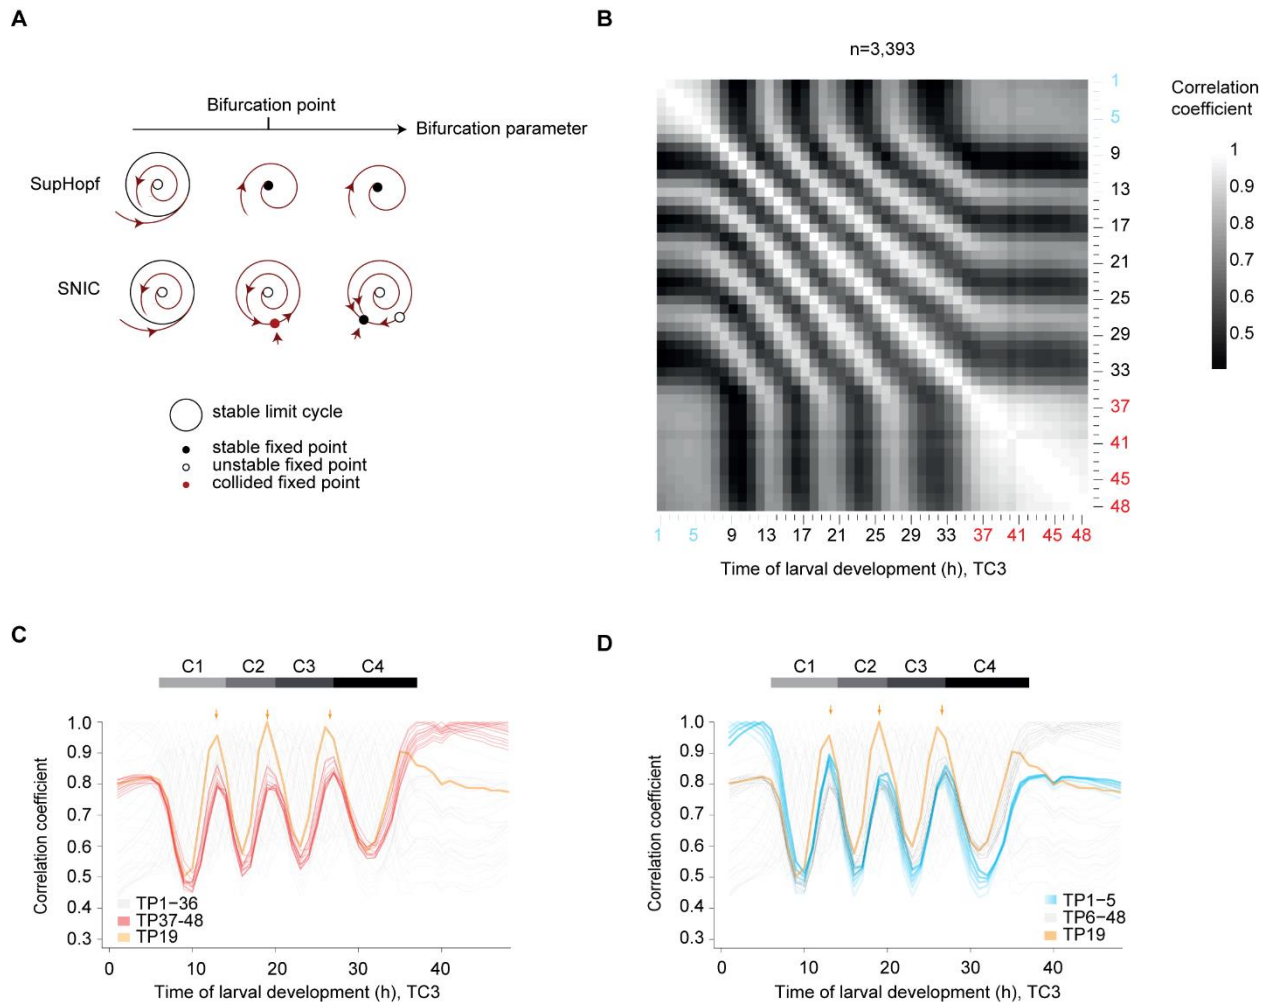 A
Bifurcation point
Bifurcation parameter
SupHopf
SNIC
stable limit cycle
stable fixed point
unstable fixed point
collided fixed point
B
n=3,393
1
5
9
13
17
21
25
29
33
37
41
45
48
1 5 9 13 17 21 25 29 33 37 41 45 48
Time of larval development (h), TC3
Correlation
coefficient
1
0.9
0.8
0.7
0.6
0.5
C
C1 C2 C3 C4
Correlation coefficient
1.0
0.9
0.8
0.7
0.6
0.5
0.4
0.3
TP1–36
TP37-48
TP19
0 10 20 30 40
Time of larval development (h), TC3
D
C1 C2 C3 C4
Correlation coefficient
1.0
0.9
0.8
0.7
0.6
0.5
0.4
0.3
TP1–5
TP6–48
TP19
0 10 20 30 40
Time of larval development (h), TC3